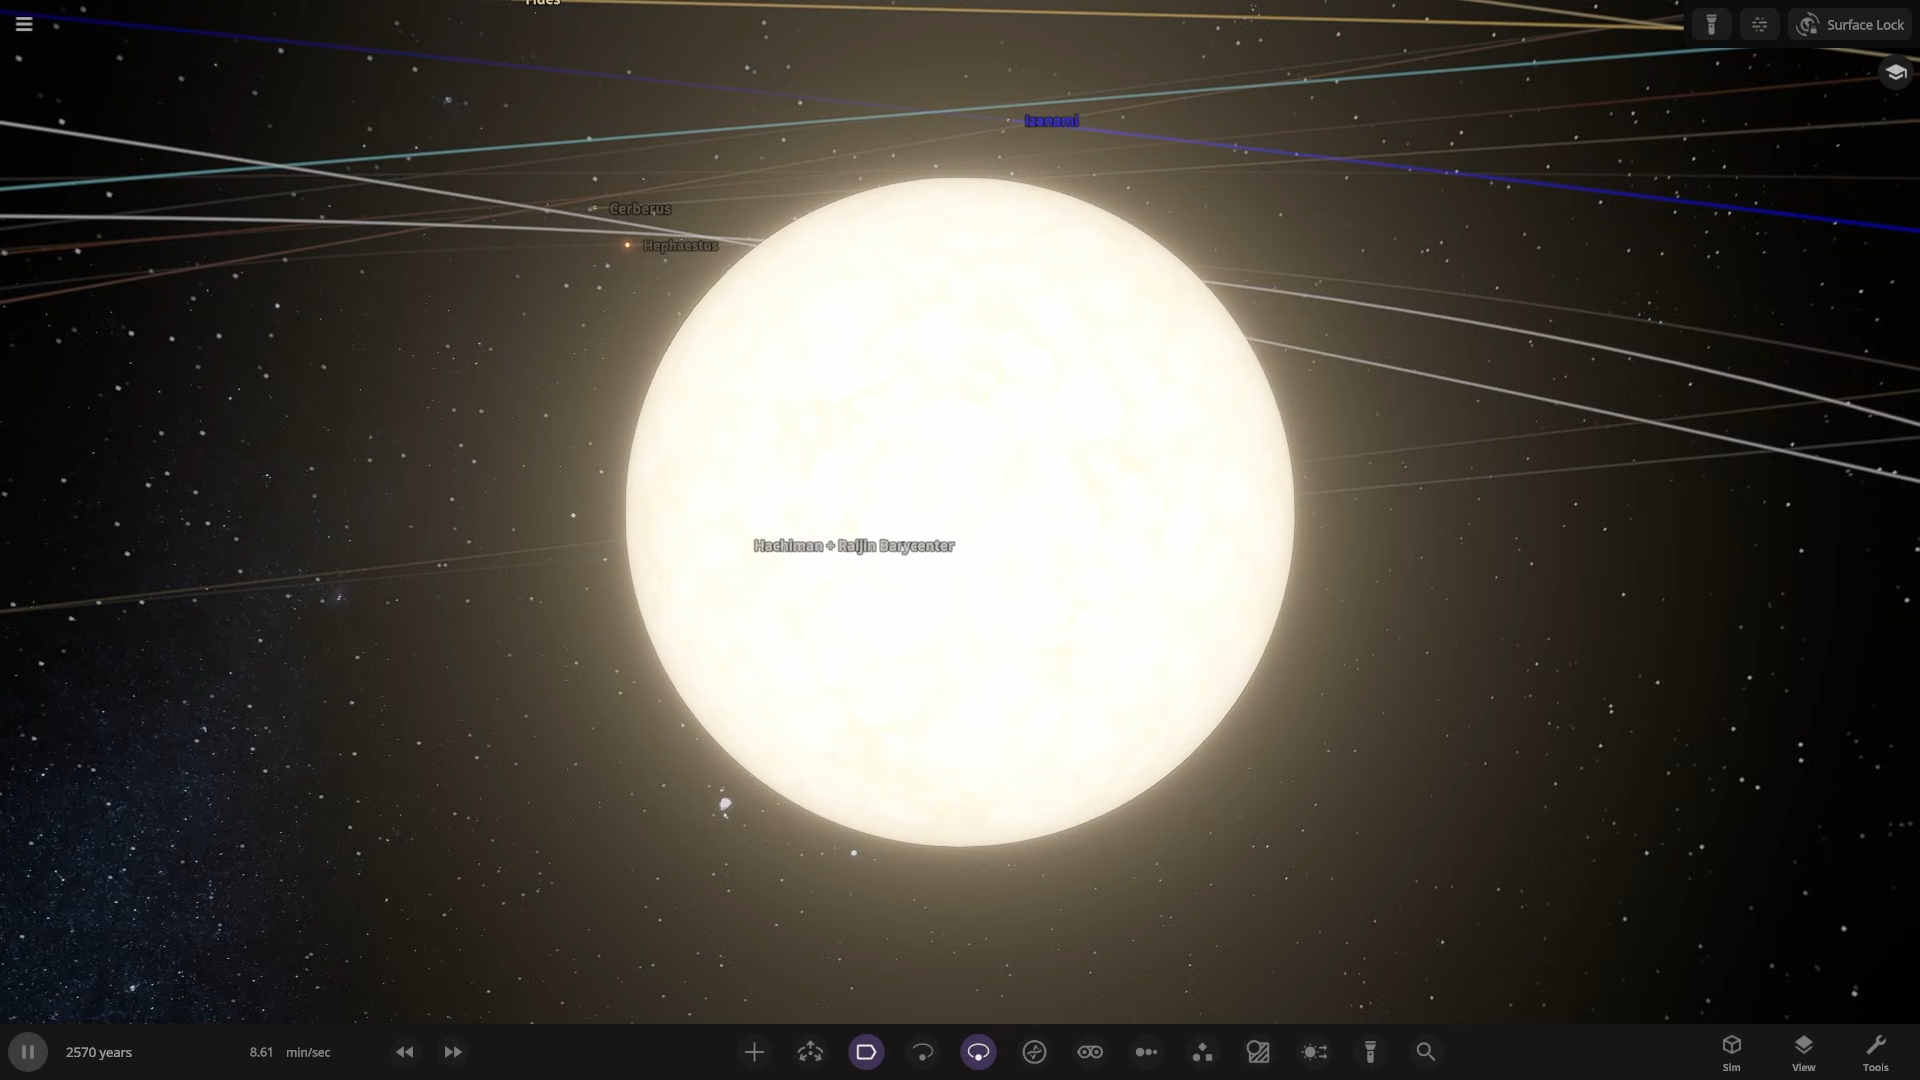 Fides
Surface Lock
Izanami
Cerberus
Hephaestus
Hachiman + Raijin Barycenter
2570 years
8.61 min/sec
Sim
View
Tools